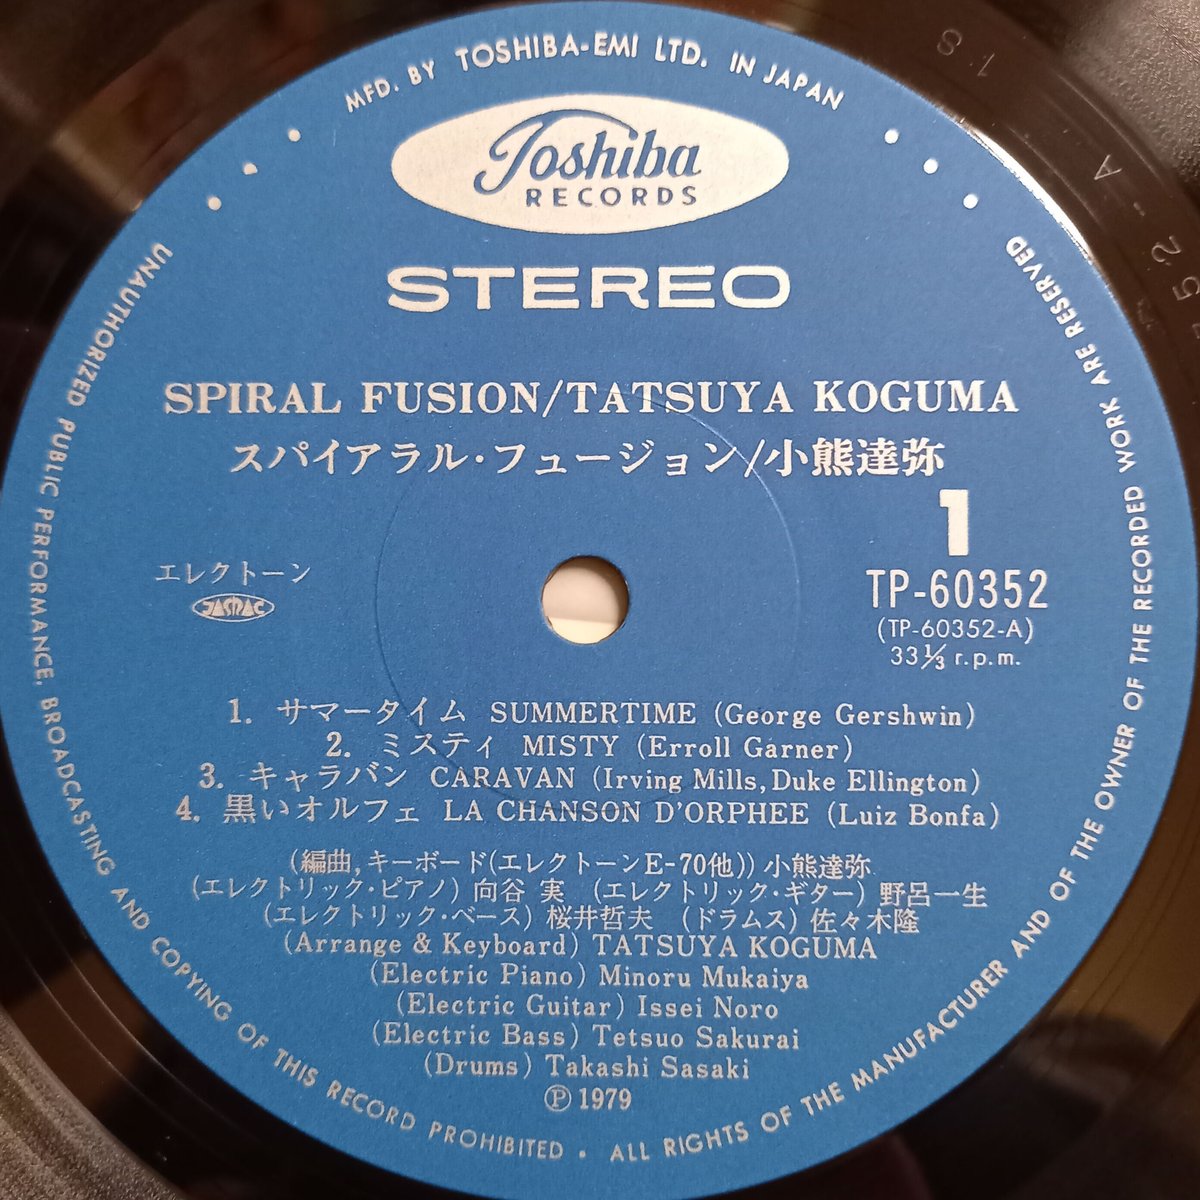 MFD. BY TOSHIBA-EMI LTD. IN JAPAN
Toshiba
RECORDS
STEREO
SPIRAL FUSION/TATSUYA KOGUMA
スパイアラル・フュージョン/小熊達弥
1
エレクトーン
JASRAC
TP-60352
(TP-60352-A)
33⅓ r.p.m.
1. サマータイム SUMMERTIME (George Gershwin)
2. ミスティ MISTY (Erroll Garner)
3. キャラバン CARAVAN (Irving Mills,Duke Ellington)
4. 黒いオルフェ LA CHANSON D'ORPHEE (Luiz Bonfa)
(編曲,キーボード(エレクトーンE-70他)) 小熊達弥
(エレクトリック・ピアノ) 向谷 実 (エレクトリック・ギター) 野呂一生
(エレクトリック・ベース) 桜井哲夫 (ドラムス) 佐々木隆
(Arrange & Keyboard) TATSUYA KOGUMA
(Electric Piano) Minoru Mukaiya
(Electric Guitar) Issei Noro
(Electric Bass) Tetsuo Sakurai
(Drums) Takashi Sasaki
℗ 1979
UNAUTHORIZED PUBLIC PERFORMANCE, BROADCASTING AND COPYING OF THIS RECORD PROHIBITED • ALL RIGHTS OF THE MANUFACTURER AND OF THE OWNER OF THE RECORDED WORK ARE RESERVED